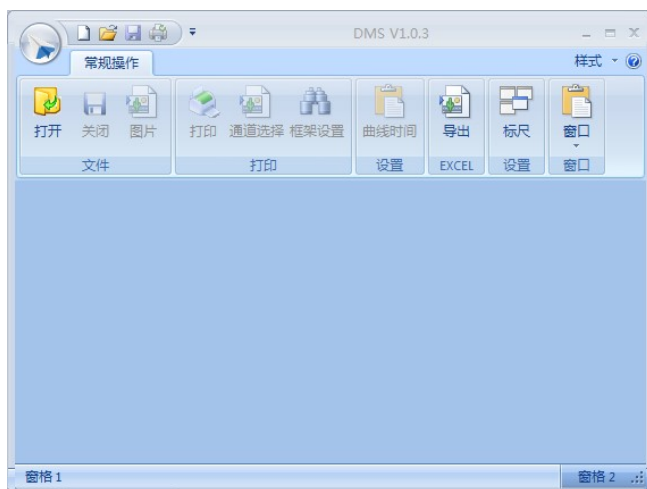 DMS V1.0.3
常规操作 样式
打开 关闭 图片 打印 通道选择 框架设置 曲线时间 导出 标尺 窗口
文件 打印 设置 EXCEL 设置 窗口
窗格 1 窗格 2